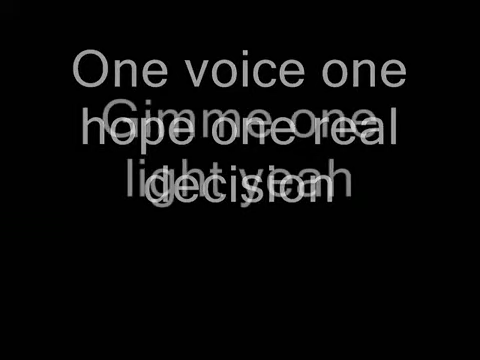 One voice one
hope one real
decision
Gimme one
light yeah